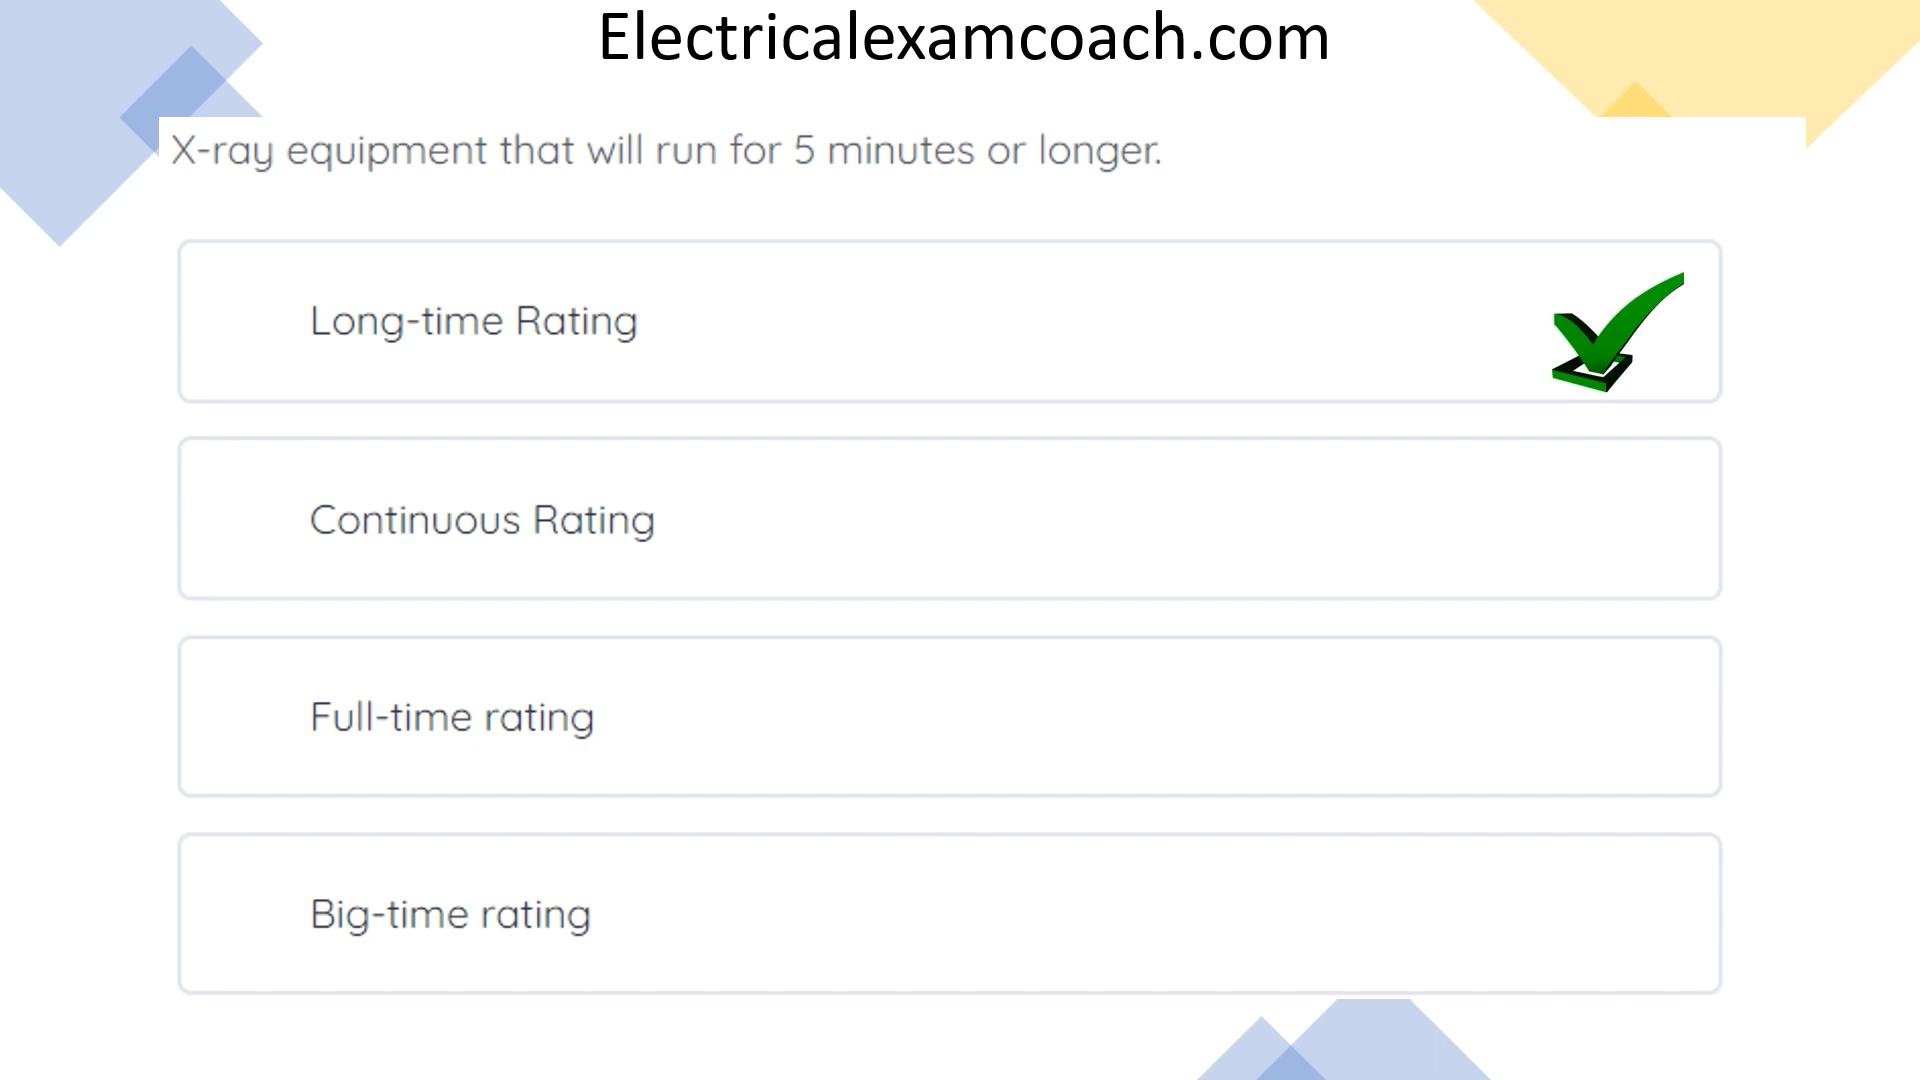 Electricalexamcoach.com
X-ray equipment that will run for 5 minutes or longer.
Long-time Rating
Continuous Rating
Full-time rating
Big-time rating